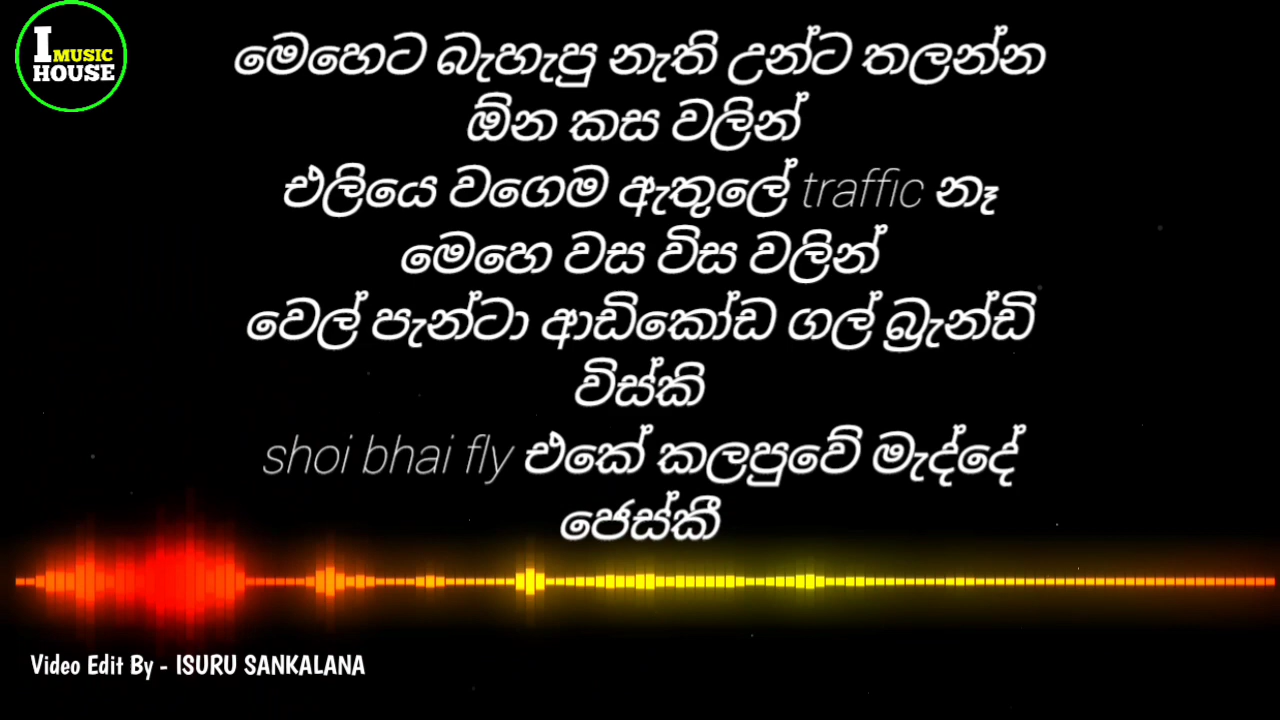 I MUSIC
HOUSE
මෙහෙට බැහැපු නැති උන්ට තලන්න
ඕන කස වලින්
එලියෙ වගෙම ඇතුලේ traffic නෑ
මෙහෙ වස විස වලින්
වෙල් පැන්ටා ආඩිකෝඩ ගල් බ්‍රැන්ඩි
විස්කි
shoi bhai fly එකේ කලපුවේ මැද්දේ
ජෙස්කී
Video Edit By - ISURU SANKALANA